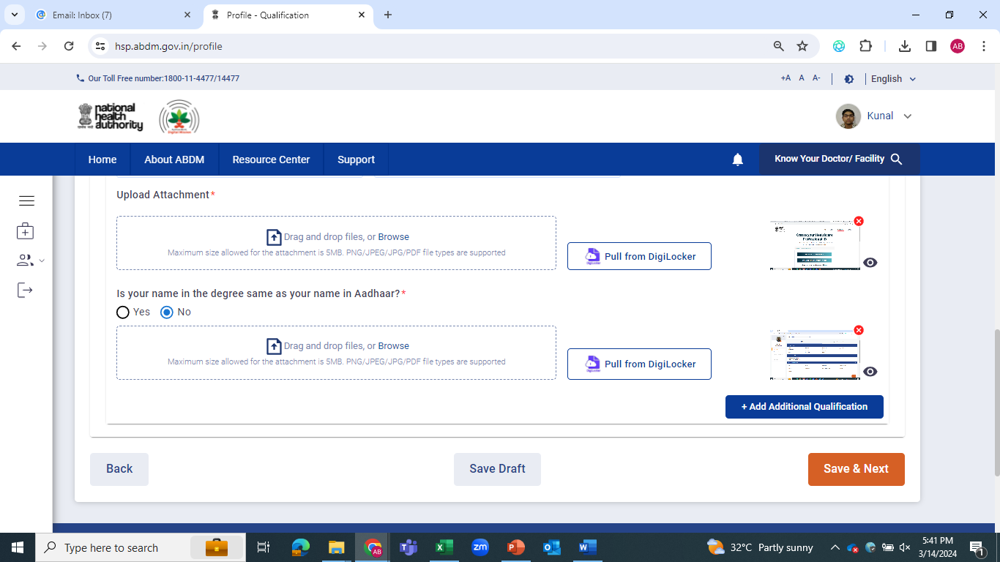 Email: Inbox (7)
Profile - Qualification
hsp.abdm.gov.in/profile
AB
Our Toll Free number:1800-11-4477/14477
+A A A-
English
national
health
authority
Kunal
Home
About ABDM
Resource Center
Support
Know Your Doctor/ Facility
Upload Attachment*
Drag and drop files, or Browse
Maximum size allowed for the attachment is 5MB. PNG/JPEG/JPG/PDF file types are supported
Pull from DigiLocker
Create your Healthcare
Professional ID
Is your name in the degree same as your name in Aadhaar?*
Yes
No
Drag and drop files, or Browse
Maximum size allowed for the attachment is 5MB. PNG/JPEG/JPG/PDF file types are supported
Pull from DigiLocker
+ Add Additional Qualification
Back
Save Draft
Save & Next
Type here to search
32°C Partly sunny
5:41 PM
3/14/2024
1